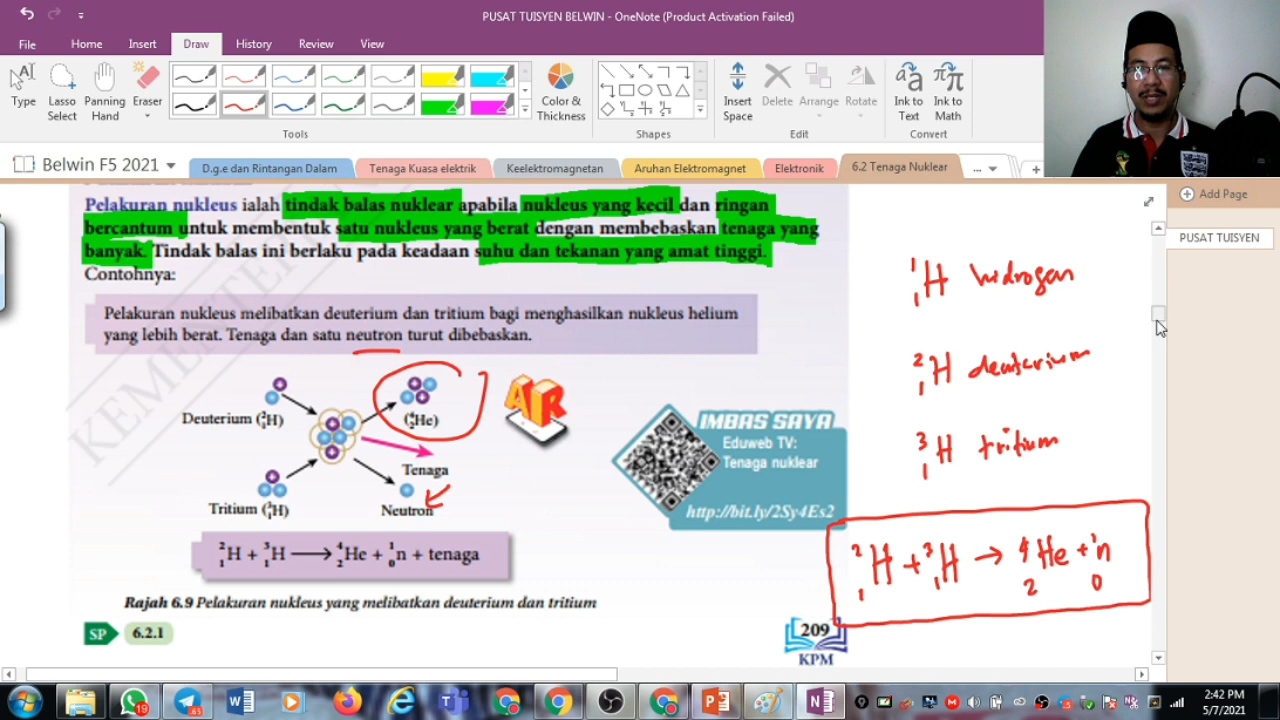 PUSAT TUISYEN BELWIN - OneNote (Product Activation Failed)
File Home Insert Draw History Review View
Type
Lasso Select
Panning Hand
Eraser
Color & Thickness
Insert Space
Delete
Arrange
Rotate
Ink to Text
Ink to Math
Tools
Shapes
Edit
Convert
Belwin F5 2021
D.g.e dan Rintangan Dalam
Tenaga Kuasa elektrik
Keelektromagnetan
Aruhan Elektromagnet
Elektronik
6.2 Tenaga Nuklear
...
Add Page
PUSAT TUISYEN
Pelakuran nukleus ialah tindak balas nuklear apabila nukleus yang kecil dan ringan
bercantum untuk membentuk satu nukleus yang berat dengan membebaskan tenaga yang
banyak. Tindak balas ini berlaku pada keadaan suhu dan tekanan yang amat tinggi.
Contohnya:
Pelakuran nukleus melibatkan deuterium dan tritium bagi menghasilkan nukleus helium
yang lebih berat. Tenaga dan satu neutron turut dibebaskan.
KEMENTER
Deuterium (²₁H)
(⁴₂He)
Tenaga
Tritium (³₁H)
Neutron
AR
IMBAS SAYA
Eduweb TV:
Tenaga nuklear
http://bit.ly/2Sy4Es2
²₁H + ³₁H → ⁴₂He + ¹₀n + tenaga
Rajah 6.9 Pelakuran nukleus yang melibatkan deuterium dan tritium
SP 6.2.1
209
KPM
¹₁H hidrogen
²₁H deuterium
³₁H tritium
²₁H + ³₁H → ⁴₂He + ¹₀n
19
2:42 PM
5/7/2021